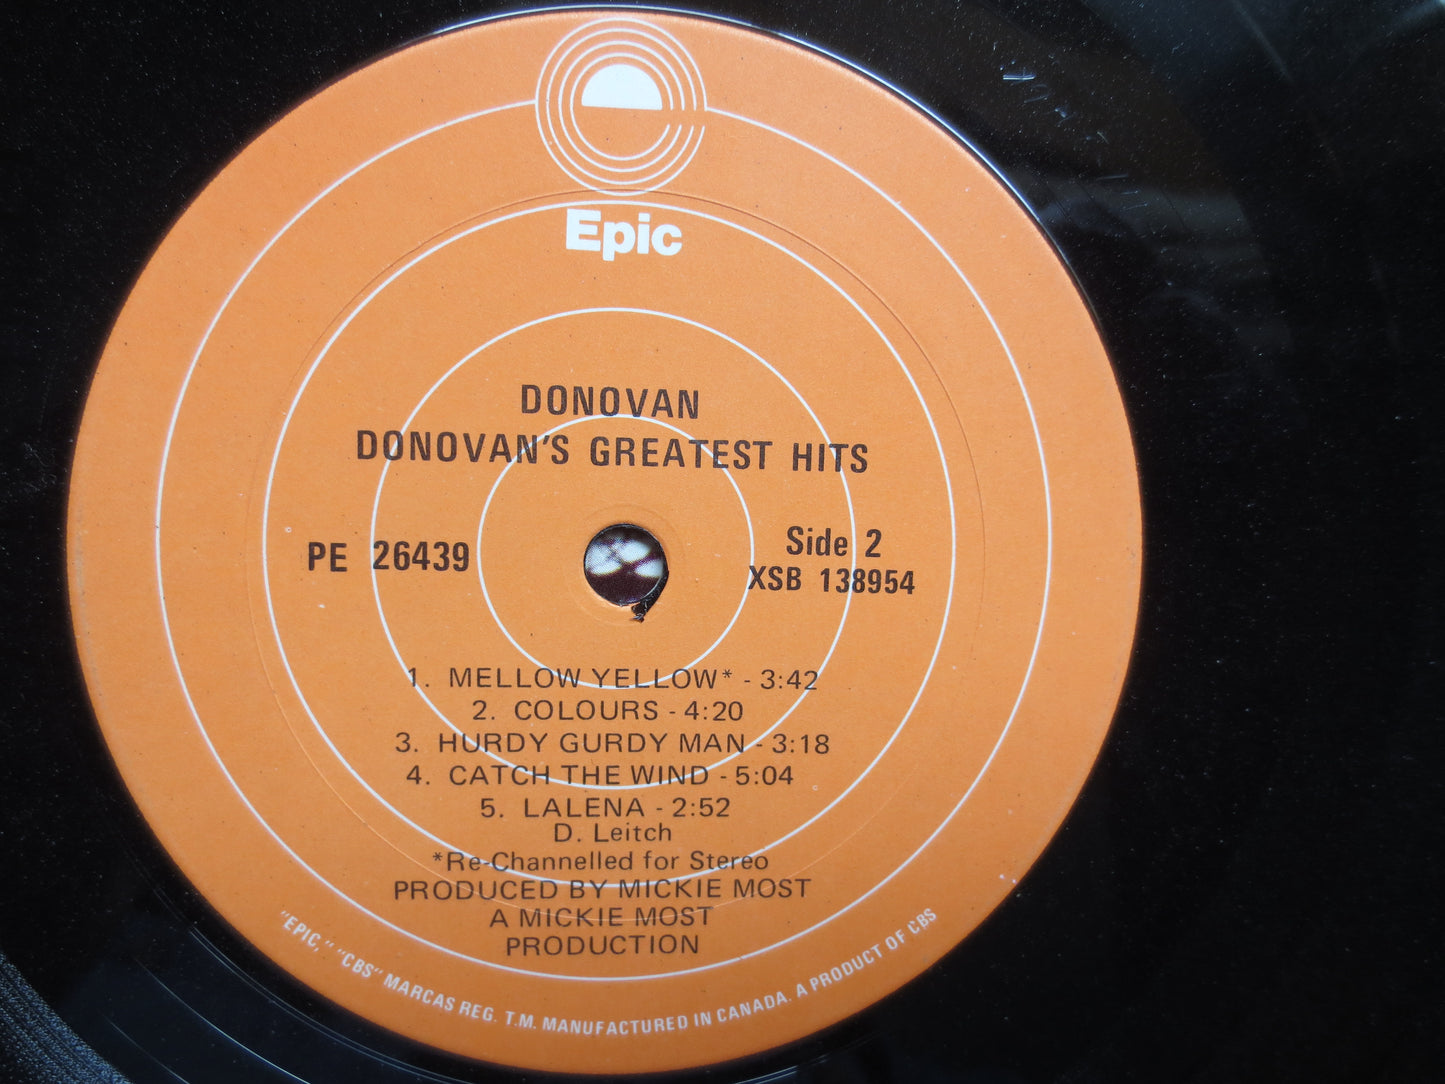 Epic
DONOVAN
DONOVAN'S GREATEST HITS
PE 26439
Side 2
XSB 138954
1. MELLOW YELLOW* - 3:42
2. COLOURS - 4:20
3. HURDY GURDY MAN - 3:18
4. CATCH THE WIND - 5:04
5. LALENA - 2:52
D. Leitch
*Re-Channelled for Stereo
PRODUCED BY MICKIE MOST
A MICKIE MOST
PRODUCTION
"EPIC," "CBS" MARCAS REG. T.M. MANUFACTURED IN CANADA. A PRODUCT OF CBS